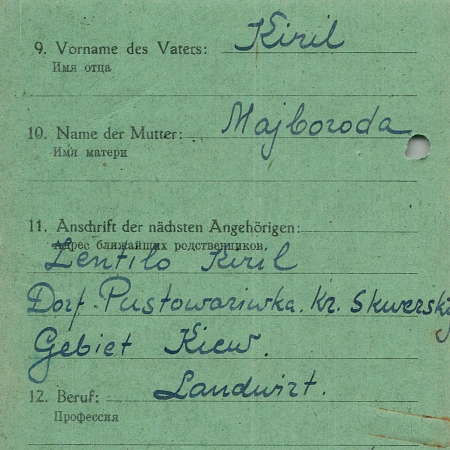 9. Vorname des Vaters: Kiril
Имя отца
10. Name der Mutter: Majboroda
Имя матери
11. Anschrift der nächsten Angehörigen:
Адрес ближайших родственников,
Zentilo Kiril
Dorf-Pustowariwka. Kr. Skwersky
Gebiet Kiew.
12. Beruf: Landwirt.
Профессия